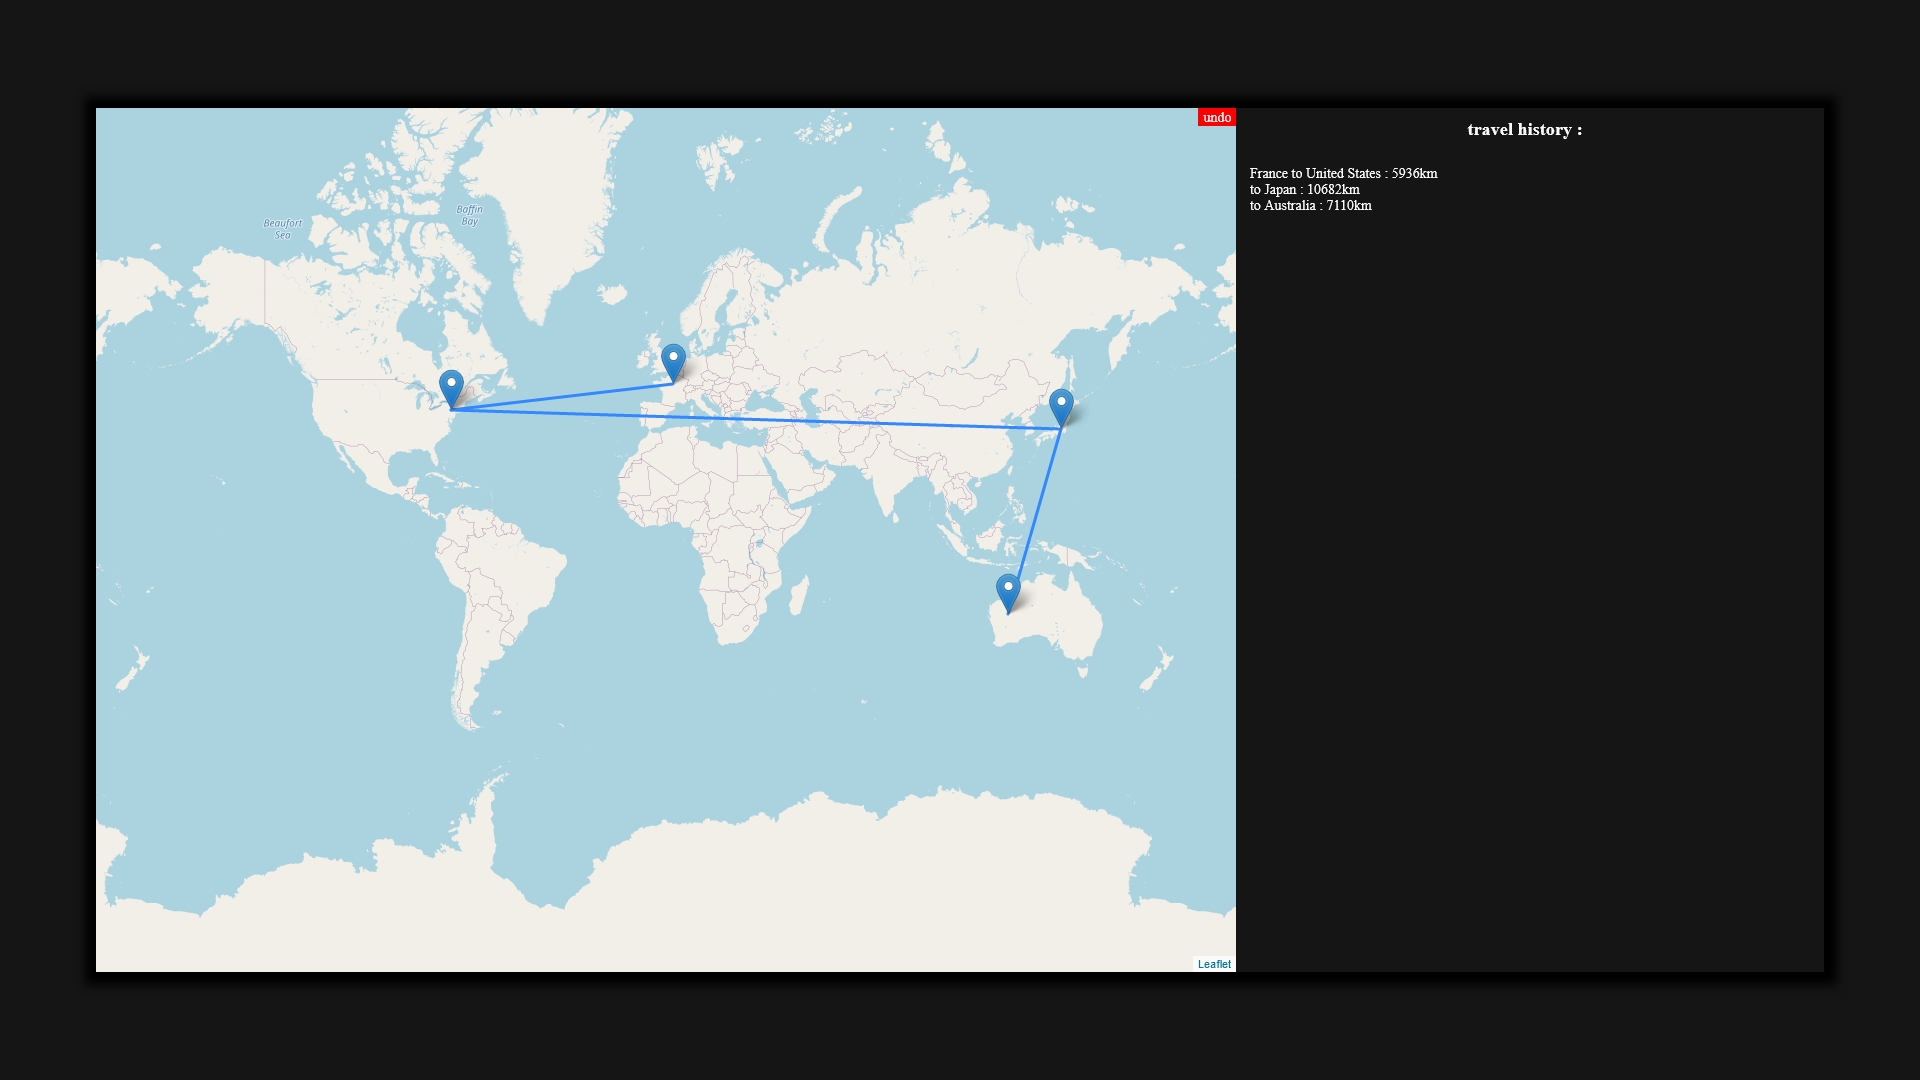 undo
travel history :
Beaufort
Sea
Baffin
Bay
France to United States : 5936km
to Japan : 10682km
to Australia : 7110km
Leaflet